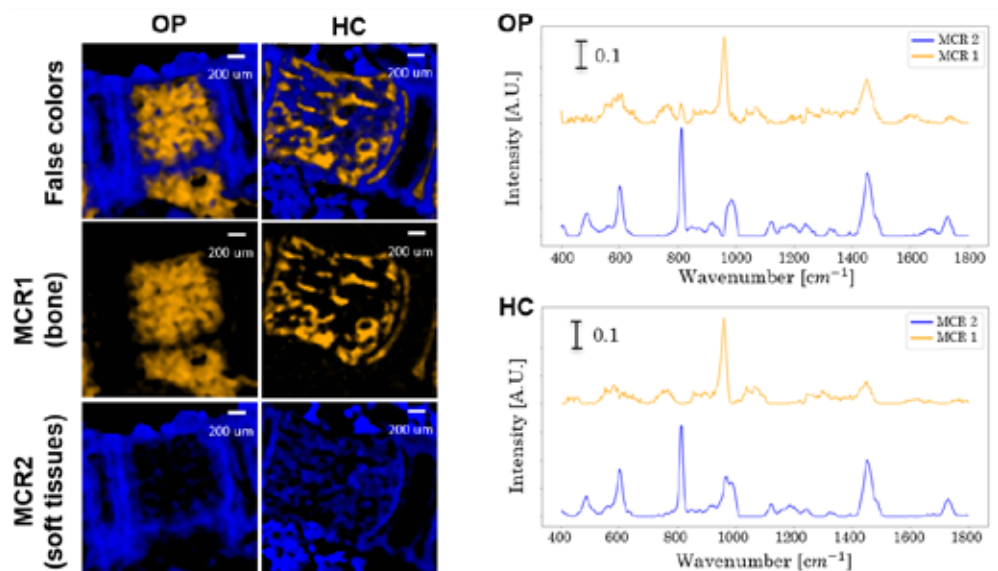 OP
HC
False colors
200 um
200 um
MCR1
(bone)
200 um
200 um
MCR2
(soft tissues)
200 um
200 um
OP
0.1
MCR 2
MCR 1
Intensity [A.U.]
400 600 800 1000 1200 1400 1600 1800
Wavenumber [cm⁻¹]
HC
0.1
MCR 2
MCR 1
Intensity [A.U.]
400 600 800 1000 1200 1400 1600 1800
Wavenumber [cm⁻¹]